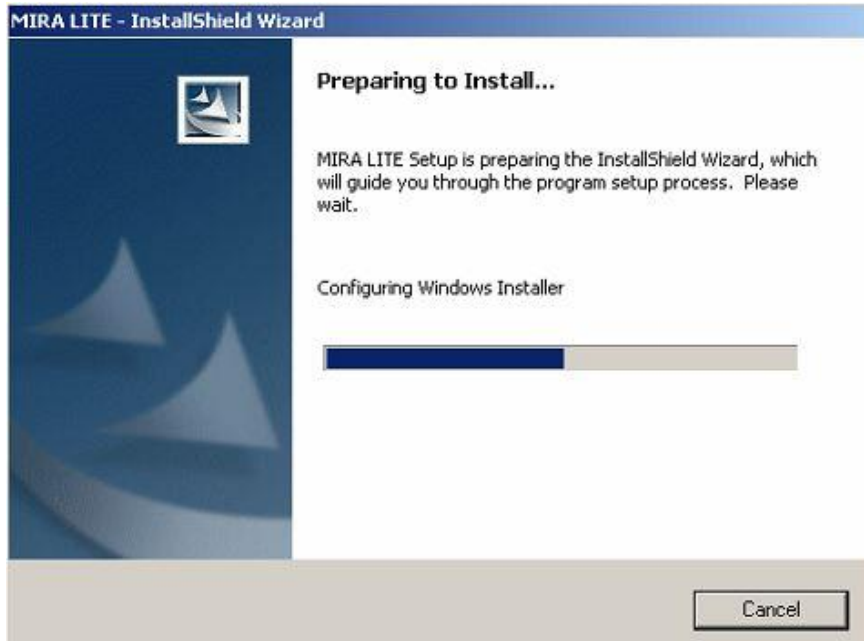 MIRA LITE - InstallShield Wizard
Preparing to Install...
MIRA LITE Setup is preparing the InstallShield Wizard, which
will guide you through the program setup process.  Please
wait.
Configuring Windows Installer
Cancel